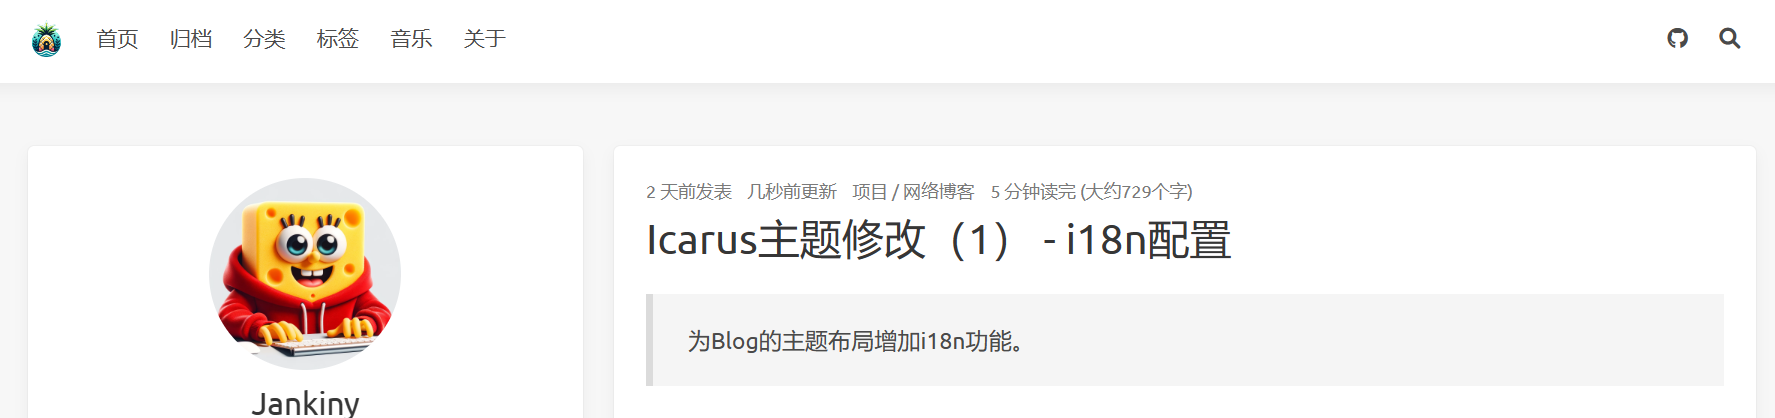 首页 归档 分类 标签 音乐 关于
Jankiny
2 天前发表 几秒前更新 项目 / 网络博客 5 分钟读完 (大约729个字)
Icarus主题修改（1） - i18n配置
为Blog的主题布局增加i18n功能。